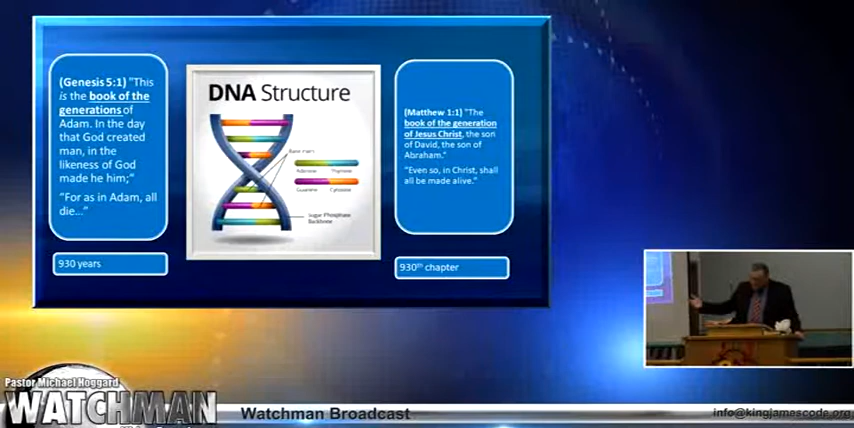 (Genesis 5:1) "This
is the book of the
generations of
Adam. In the day
that God created
man, in the
likeness of God
made he him;"
"For as in Adam, all
die..."
930 years
DNA Structure
Base Pairs
Adenine
Thymine
Guanine
Cytosine
Sugar Phosphate
Backbone
(Matthew 1:1) "The
book of the generation
of Jesus Christ, the son
of David, the son of
Abraham."
"Even so, in Christ, shall
all be made alive."
930th chapter
Pastor Michael Hoggard
WATCHMAN
Watchman Broadcast
info@kingjamescode.org